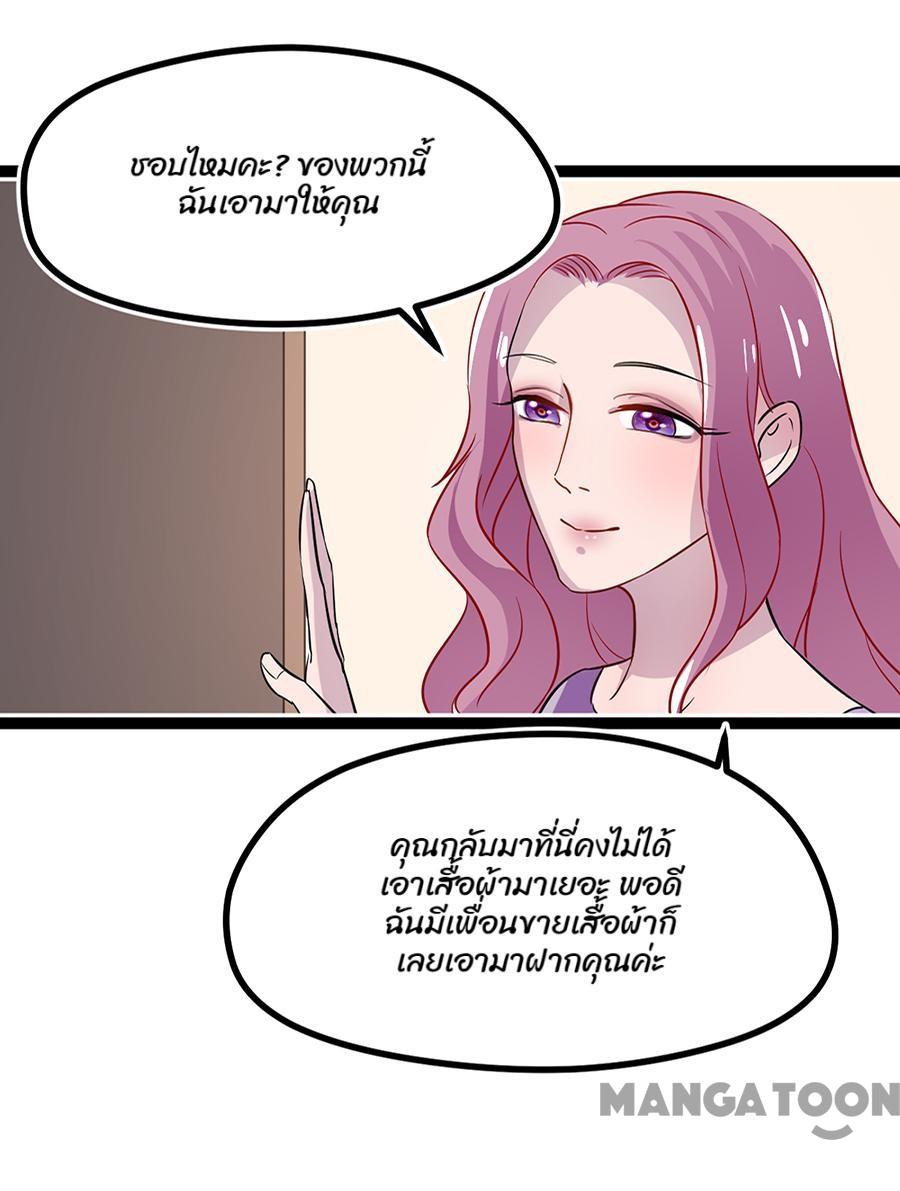 ชอบไหมคะ? ของพวกนี้
ฉันเอามาให้คุณ
คุณกลับมาที่นี่คงไม่ได้
เอาเสื้อผ้ามาเยอะ พอดี
ฉันมีเพื่อนขายเสื้อผ้าก็
เลยเอามาฝากคุณค่ะ
MANGATOON